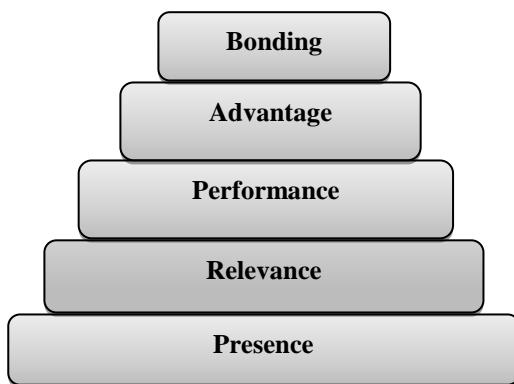 Bonding
Advantage
Performance
Relevance
Presence